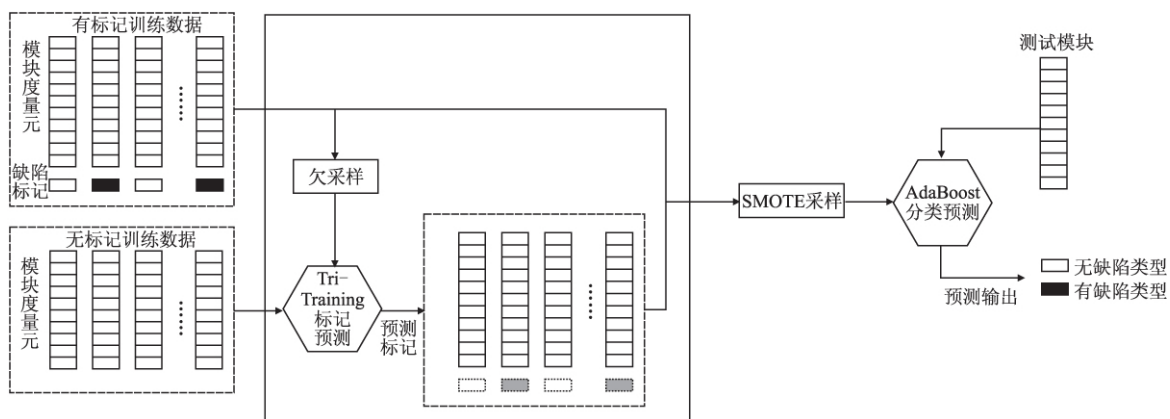 有标记训练数据
模块度量元
缺陷
标记
无标记训练数据
模块度量元
欠采样
Tri-
Training
标记
预测
预测
标记
SMOTE采样
测试模块
AdaBoost
分类预测
预测输出
无缺陷类型
有缺陷类型